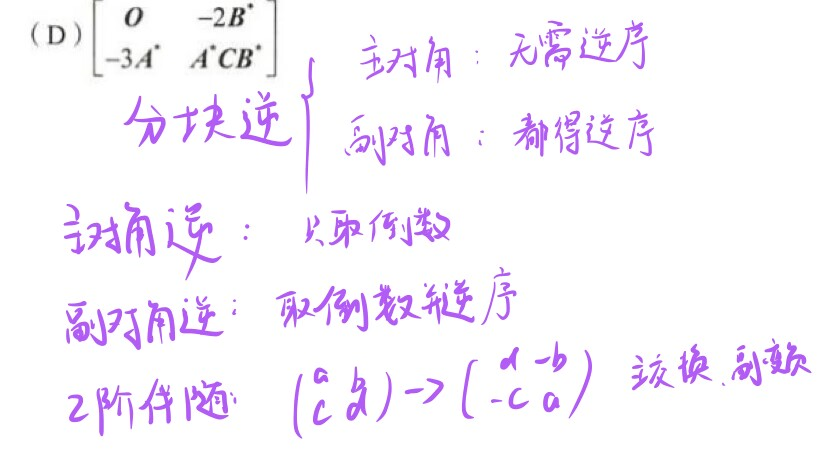 (D) [O -2B*
-3A* A*CB*]
主对角：无需逆序
分块逆{
副对角：都得逆序
主对角逆：只取倒数
副对角逆：取倒数并逆序
2阶伴随：(a b
c d) -> (d -b
-c a) 主交换、副变负